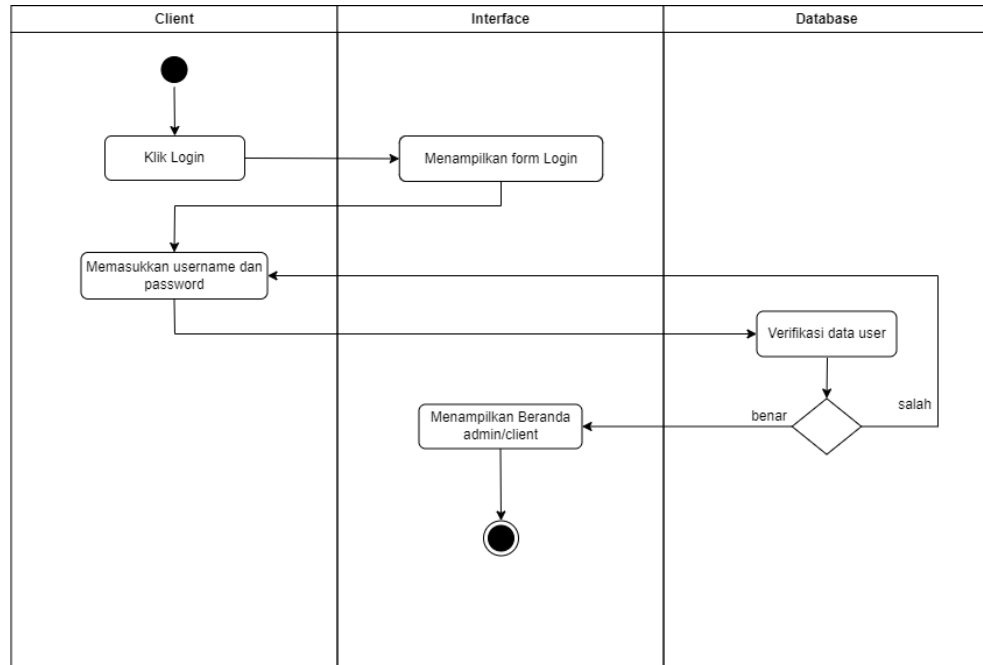 Client
Interface
Database
Klik Login
Menampilkan form Login
Memasukkan username dan
password
Verifikasi data user
benar
salah
Menampilkan Beranda
admin/client